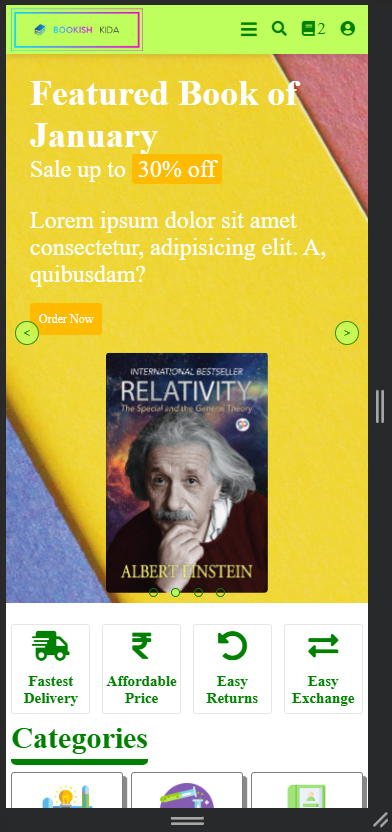 BOOKISH KIDA
2
Featured Book of
January
Sale up to 30% off
Lorem ipsum dolor sit amet
consectetur, adipisicing elit. A,
quibusdam?
Order Now
<
>
INTERNATIONAL BESTSELLER
RELATIVITY
The Special and the General Theory
ALBERT EINSTEIN
Fastest
Delivery
₹
Affordable
Price
Easy
Returns
Easy
Exchange
Categories